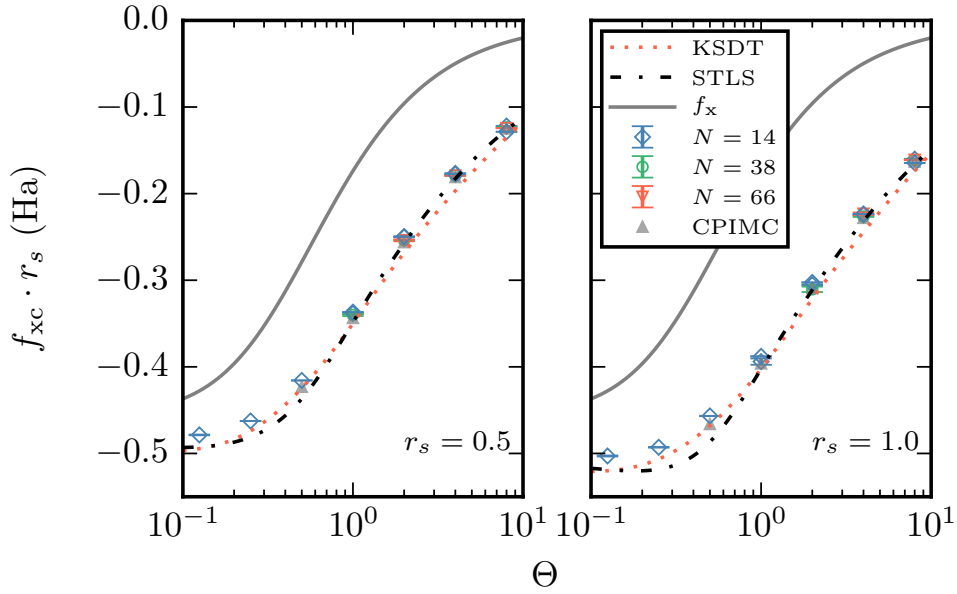 0.0
−0.1
−0.2
−0.3
−0.4
−0.5
f_xc · r_s (Ha)
r_s = 0.5
10^−1
10^0
10^1
KSDT
STLS
f_x
N = 14
N = 38
N = 66
CPIMC
r_s = 1.0
10^−1
10^0
10^1
Θ